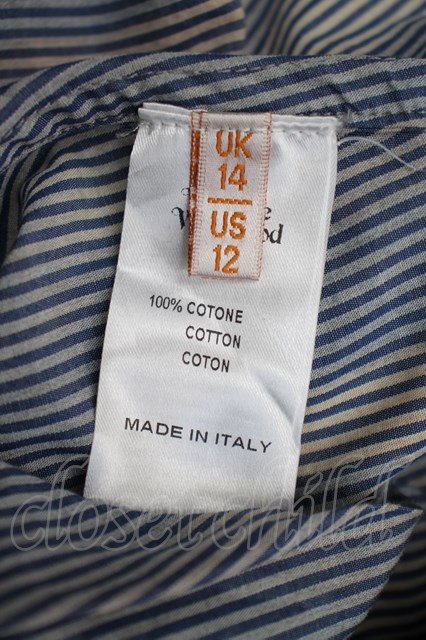 UK
14
US
12
100% COTONE
COTTON
COTON
MADE IN ITALY
closet child